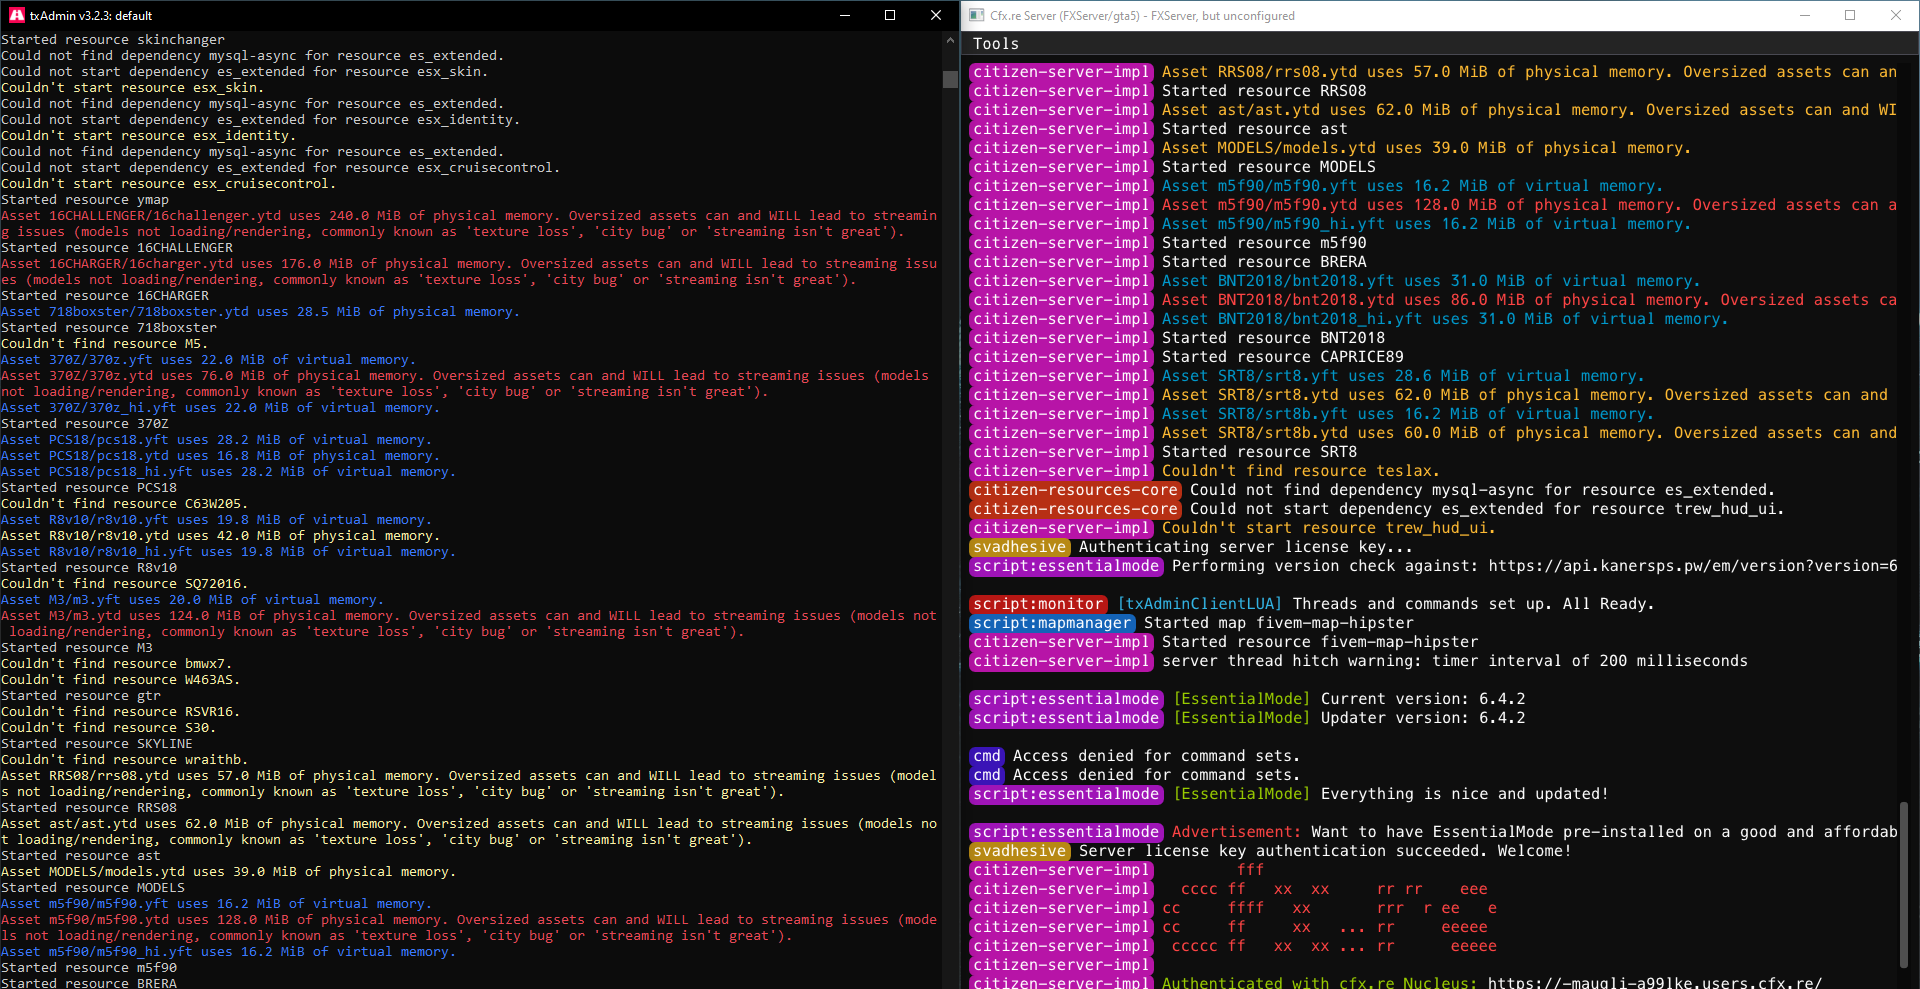 txAdmin v3.2.3: default
Started resource skinchanger
Could not find dependency mysql-async for resource es_extended.
Could not start dependency es_extended for resource esx_skin.
Couldn't start resource esx_skin.
Could not find dependency mysql-async for resource es_extended.
Could not start dependency es_extended for resource esx_identity.
Couldn't start resource esx_identity.
Could not find dependency mysql-async for resource es_extended.
Could not start dependency es_extended for resource esx_cruisecontrol.
Couldn't start resource esx_cruisecontrol.
Started resource ymap
Asset 16CHALLENGER/16challenger.ytd uses 240.0 MiB of physical memory. Oversized assets can and WILL lead to streamin
g issues (models not loading/rendering, commonly known as 'texture loss', 'city bug' or 'streaming isn't great').
Started resource 16CHALLENGER
Asset 16CHARGER/16charger.ytd uses 176.0 MiB of physical memory. Oversized assets can and WILL lead to streaming issu
es (models not loading/rendering, commonly known as 'texture loss', 'city bug' or 'streaming isn't great').
Started resource 16CHARGER
Asset 718boxster/718boxster.ytd uses 28.5 MiB of physical memory.
Started resource 718boxster
Couldn't find resource M5.
Asset 370Z/370z.yft uses 22.0 MiB of virtual memory.
Asset 370Z/370z.ytd uses 76.0 MiB of physical memory. Oversized assets can and WILL lead to streaming issues (models
not loading/rendering, commonly known as 'texture loss', 'city bug' or 'streaming isn't great').
Asset 370Z/370z_hi.yft uses 22.0 MiB of virtual memory.
Started resource 370Z
Asset PCS18/pcs18.yft uses 28.2 MiB of virtual memory.
Asset PCS18/pcs18.ytd uses 16.8 MiB of physical memory.
Asset PCS18/pcs18_hi.yft uses 28.2 MiB of virtual memory.
Started resource PCS18
Couldn't find resource C63W205.
Asset R8v10/r8v10.yft uses 19.8 MiB of virtual memory.
Asset R8v10/r8v10.ytd uses 42.0 MiB of physical memory.
Asset R8v10/r8v10_hi.yft uses 19.8 MiB of virtual memory.
Started resource R8v10
Couldn't find resource SQ72016.
Asset M3/m3.yft uses 20.0 MiB of virtual memory.
Asset M3/m3.ytd uses 124.0 MiB of physical memory. Oversized assets can and WILL lead to streaming issues (models not
loading/rendering, commonly known as 'texture loss', 'city bug' or 'streaming isn't great').
Started resource M3
Couldn't find resource bmwx7.
Couldn't find resource W463AS.
Started resource gtr
Couldn't find resource RSVR16.
Couldn't find resource S30.
Started resource SKYLINE
Couldn't find resource wraithb.
Asset RRS08/rrs08.ytd uses 57.0 MiB of physical memory. Oversized assets can and WILL lead to streaming issues (model
s not loading/rendering, commonly known as 'texture loss', 'city bug' or 'streaming isn't great').
Started resource RRS08
Asset ast/ast.ytd uses 62.0 MiB of physical memory. Oversized assets can and WILL lead to streaming issues (models no
t loading/rendering, commonly known as 'texture loss', 'city bug' or 'streaming isn't great').
Started resource ast
Asset MODELS/models.ytd uses 39.0 MiB of physical memory.
Started resource MODELS
Asset m5f90/m5f90.yft uses 16.2 MiB of virtual memory.
Asset m5f90/m5f90.ytd uses 128.0 MiB of physical memory. Oversized assets can and WILL lead to streaming issues (mode
ls not loading/rendering, commonly known as 'texture loss', 'city bug' or 'streaming isn't great').
Asset m5f90/m5f90_hi.yft uses 16.2 MiB of virtual memory.
Started resource m5f90
Started resource BRERA
Cfx.re Server (FXServer/gta5) - FXServer, but unconfigured
Tools
citizen-server-impl Asset RRS08/rrs08.ytd uses 57.0 MiB of physical memory. Oversized assets can an
citizen-server-impl Started resource RRS08
citizen-server-impl Asset ast/ast.ytd uses 62.0 MiB of physical memory. Oversized assets can and WI
citizen-server-impl Started resource ast
citizen-server-impl Asset MODELS/models.ytd uses 39.0 MiB of physical memory.
citizen-server-impl Started resource MODELS
citizen-server-impl Asset m5f90/m5f90.yft uses 16.2 MiB of virtual memory.
citizen-server-impl Asset m5f90/m5f90.ytd uses 128.0 MiB of physical memory. Oversized assets can a
citizen-server-impl Asset m5f90/m5f90_hi.yft uses 16.2 MiB of virtual memory.
citizen-server-impl Started resource m5f90
citizen-server-impl Started resource BRERA
citizen-server-impl Asset BNT2018/bnt2018.yft uses 31.0 MiB of virtual memory.
citizen-server-impl Asset BNT2018/bnt2018.ytd uses 86.0 MiB of physical memory. Oversized assets ca
citizen-server-impl Asset BNT2018/bnt2018_hi.yft uses 31.0 MiB of virtual memory.
citizen-server-impl Started resource BNT2018
citizen-server-impl Started resource CAPRICE89
citizen-server-impl Asset SRT8/srt8.yft uses 28.6 MiB of virtual memory.
citizen-server-impl Asset SRT8/srt8.ytd uses 62.0 MiB of physical memory. Oversized assets can and
citizen-server-impl Asset SRT8/srt8b.yft uses 16.2 MiB of virtual memory.
citizen-server-impl Asset SRT8/srt8b.ytd uses 60.0 MiB of physical memory. Oversized assets can and
citizen-server-impl Started resource SRT8
citizen-server-impl Couldn't find resource teslax.
citizen-resources-core Could not find dependency mysql-async for resource es_extended.
citizen-resources-core Could not start dependency es_extended for resource trew_hud_ui.
citizen-server-impl Couldn't start resource trew_hud_ui.
svadhesive Authenticating server license key...
script:essentialmode Performing version check against: https://api.kanersps.pw/em/version?version=6
script:monitor [txAdminClientLUA] Threads and commands set up. All Ready.
script:mapmanager Started map fivem-map-hipster
citizen-server-impl Started resource fivem-map-hipster
citizen-server-impl server thread hitch warning: timer interval of 200 milliseconds
script:essentialmode [EssentialMode] Current version: 6.4.2
script:essentialmode [EssentialMode] Updater version: 6.4.2
cmd Access denied for command sets.
cmd Access denied for command sets.
script:essentialmode [EssentialMode] Everything is nice and updated!
script:essentialmode Advertisement: Want to have EssentialMode pre-installed on a good and affordab
svadhesive Server license key authentication succeeded. Welcome!
citizen-server-impl         fff
citizen-server-impl   cccc ff   xx  xx     rr rr    eee
citizen-server-impl cc     ffff   xx       rrr  r ee   e
citizen-server-impl cc     ff     xx   ... rr     eeeee
citizen-server-impl  ccccc ff   xx  xx ... rr      eeeee
citizen-server-impl
citizen-server-impl Authenticated with cfx.re Nucleus: https://-maugli-a99lke.users.cfx.re/